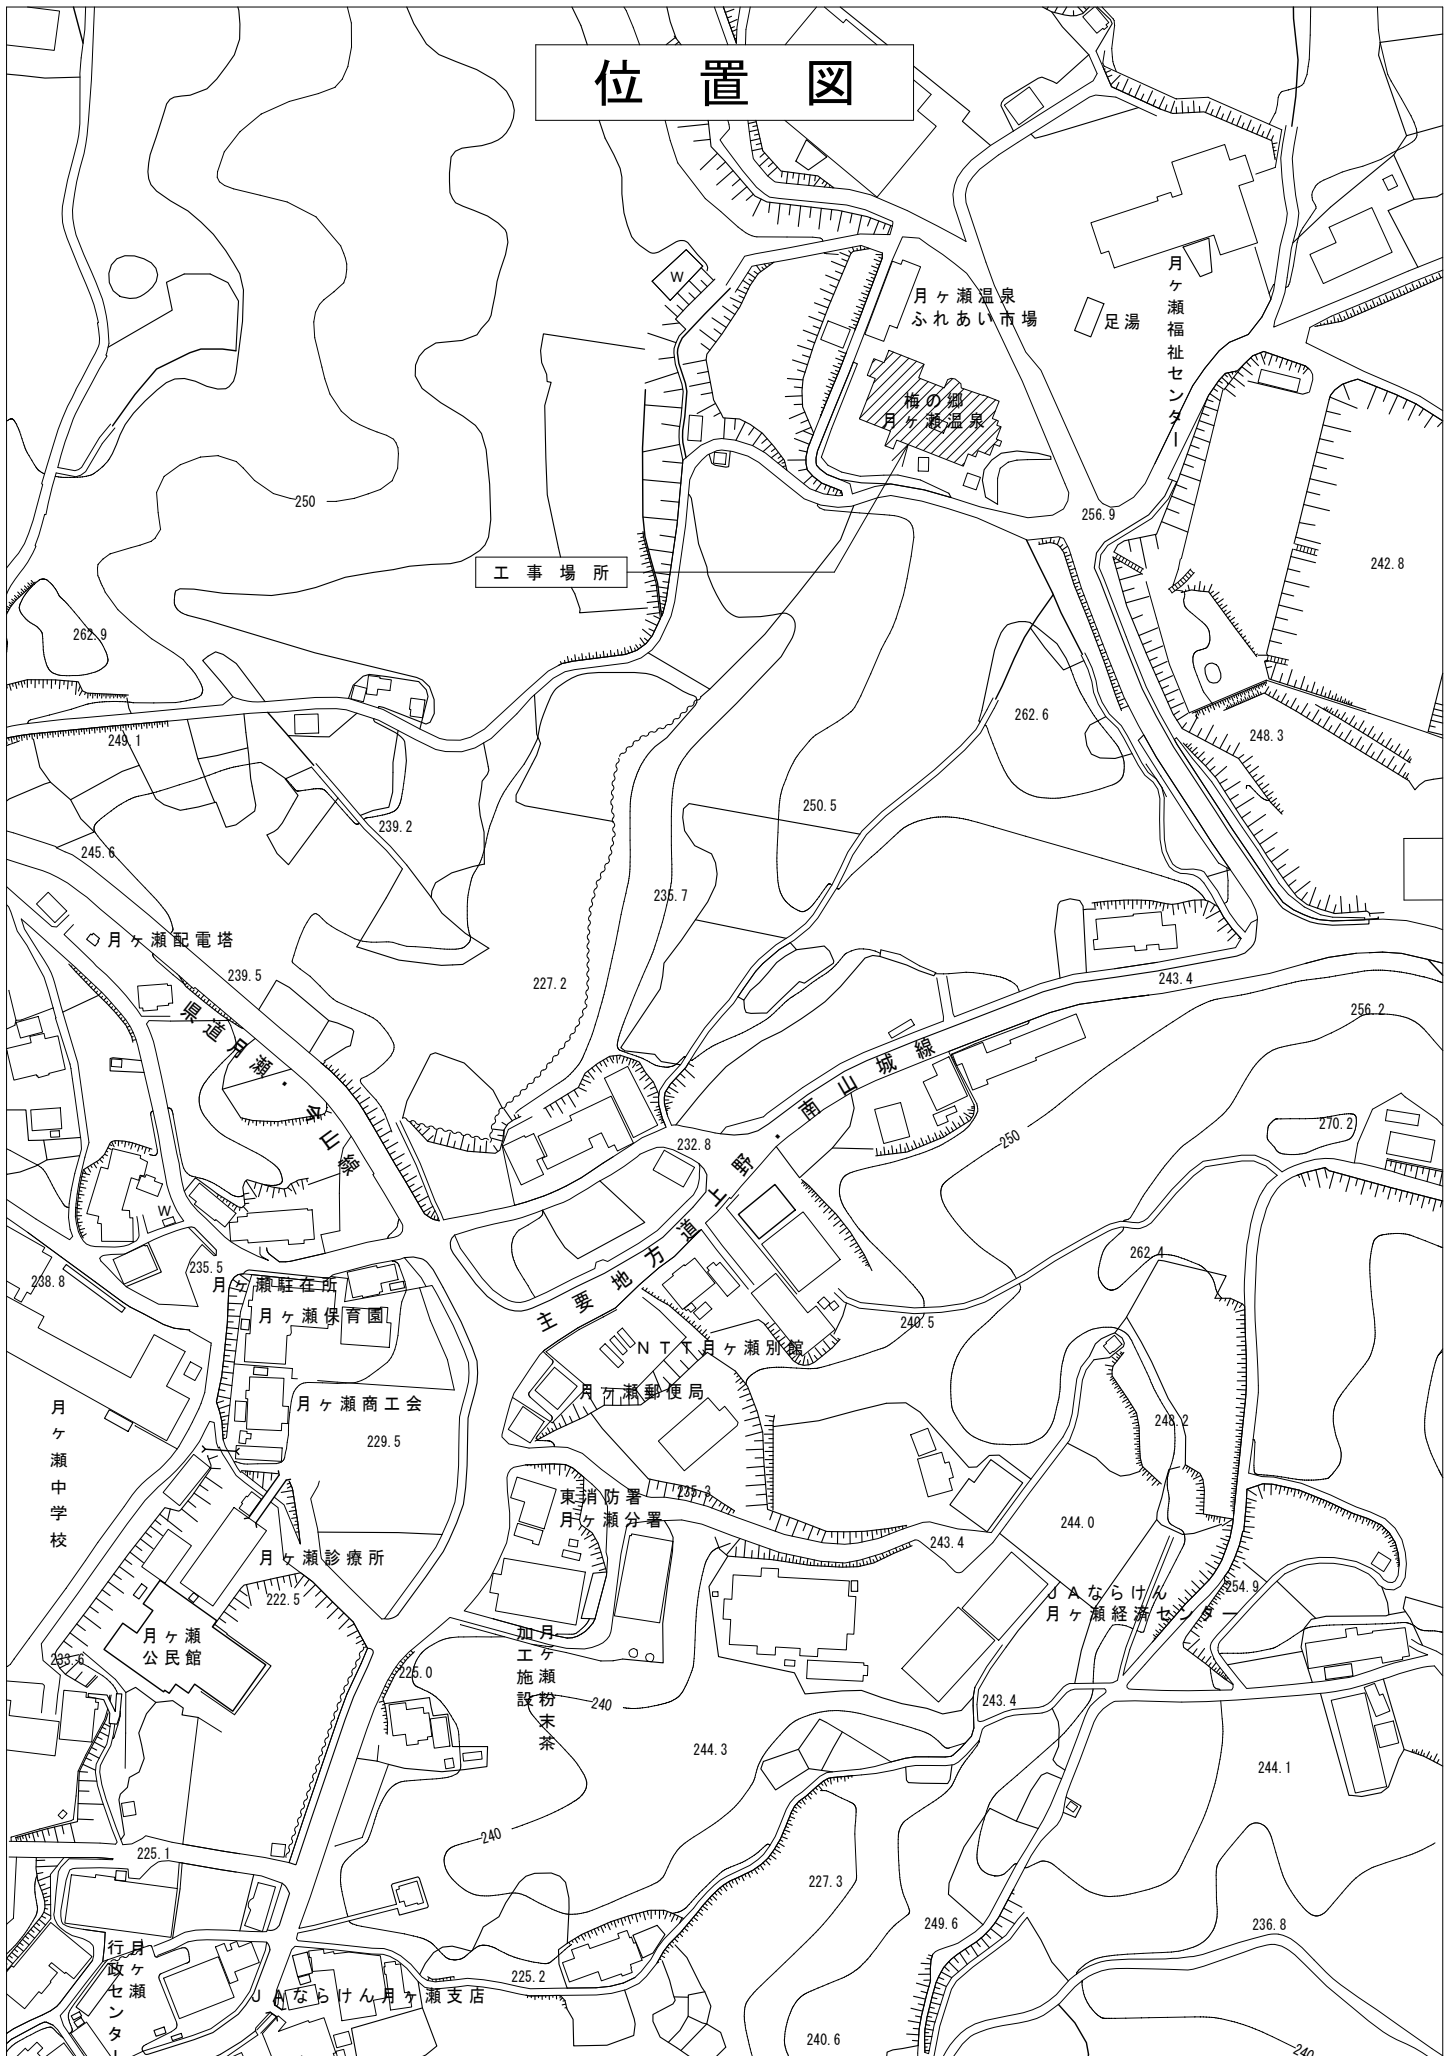 位置図
W
月ヶ瀬温泉
ふれあい市場
足湯
月ヶ瀬福祉センター
梅の郷
月ヶ瀬温泉
250
256.9
工事場所
242.8
262.9
262.6
249.1
248.3
250.5
239.2
245.6
235.7
月ヶ瀬配電塔
239.5
227.2
243.4
256.2
県道月瀬・今山線
主要地方道上野・南山城線
250
270.2
232.8
W
262.4
238.8
235.5
月ヶ瀬駐在所
月ヶ瀬保育園
240.5
NTT月ヶ瀬別館
月ヶ瀬郵便局
月ヶ瀬商工会
月ヶ瀬中学校
229.5
248.2
235.3
東消防署
月ヶ瀬分署
244.0
243.4
月ヶ瀬診療所
222.5
JAならけん
月ヶ瀬経済センター
254.9
月ヶ瀬
公民館
月ヶ瀬粉末茶
加工施設
233.6
225.0
240
243.4
244.3
244.1
240
225.1
227.3
249.6
236.8
月ヶ瀬
行政センター
225.2
JAならけん月ヶ瀬支店
240.6
240